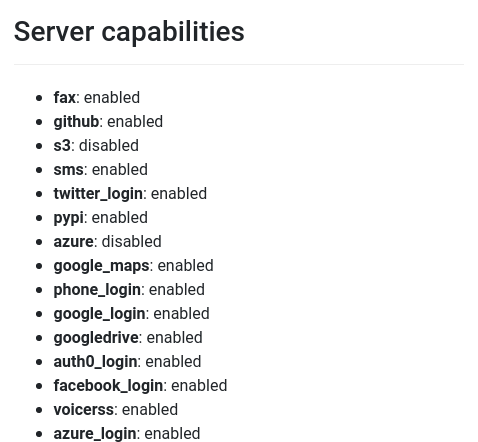 Server capabilities
fax: enabled
github: enabled
s3: disabled
sms: enabled
twitter_login: enabled
pypi: enabled
azure: disabled
google_maps: enabled
phone_login: enabled
google_login: enabled
googledrive: enabled
auth0_login: enabled
facebook_login: enabled
voicerss: enabled
azure_login: enabled